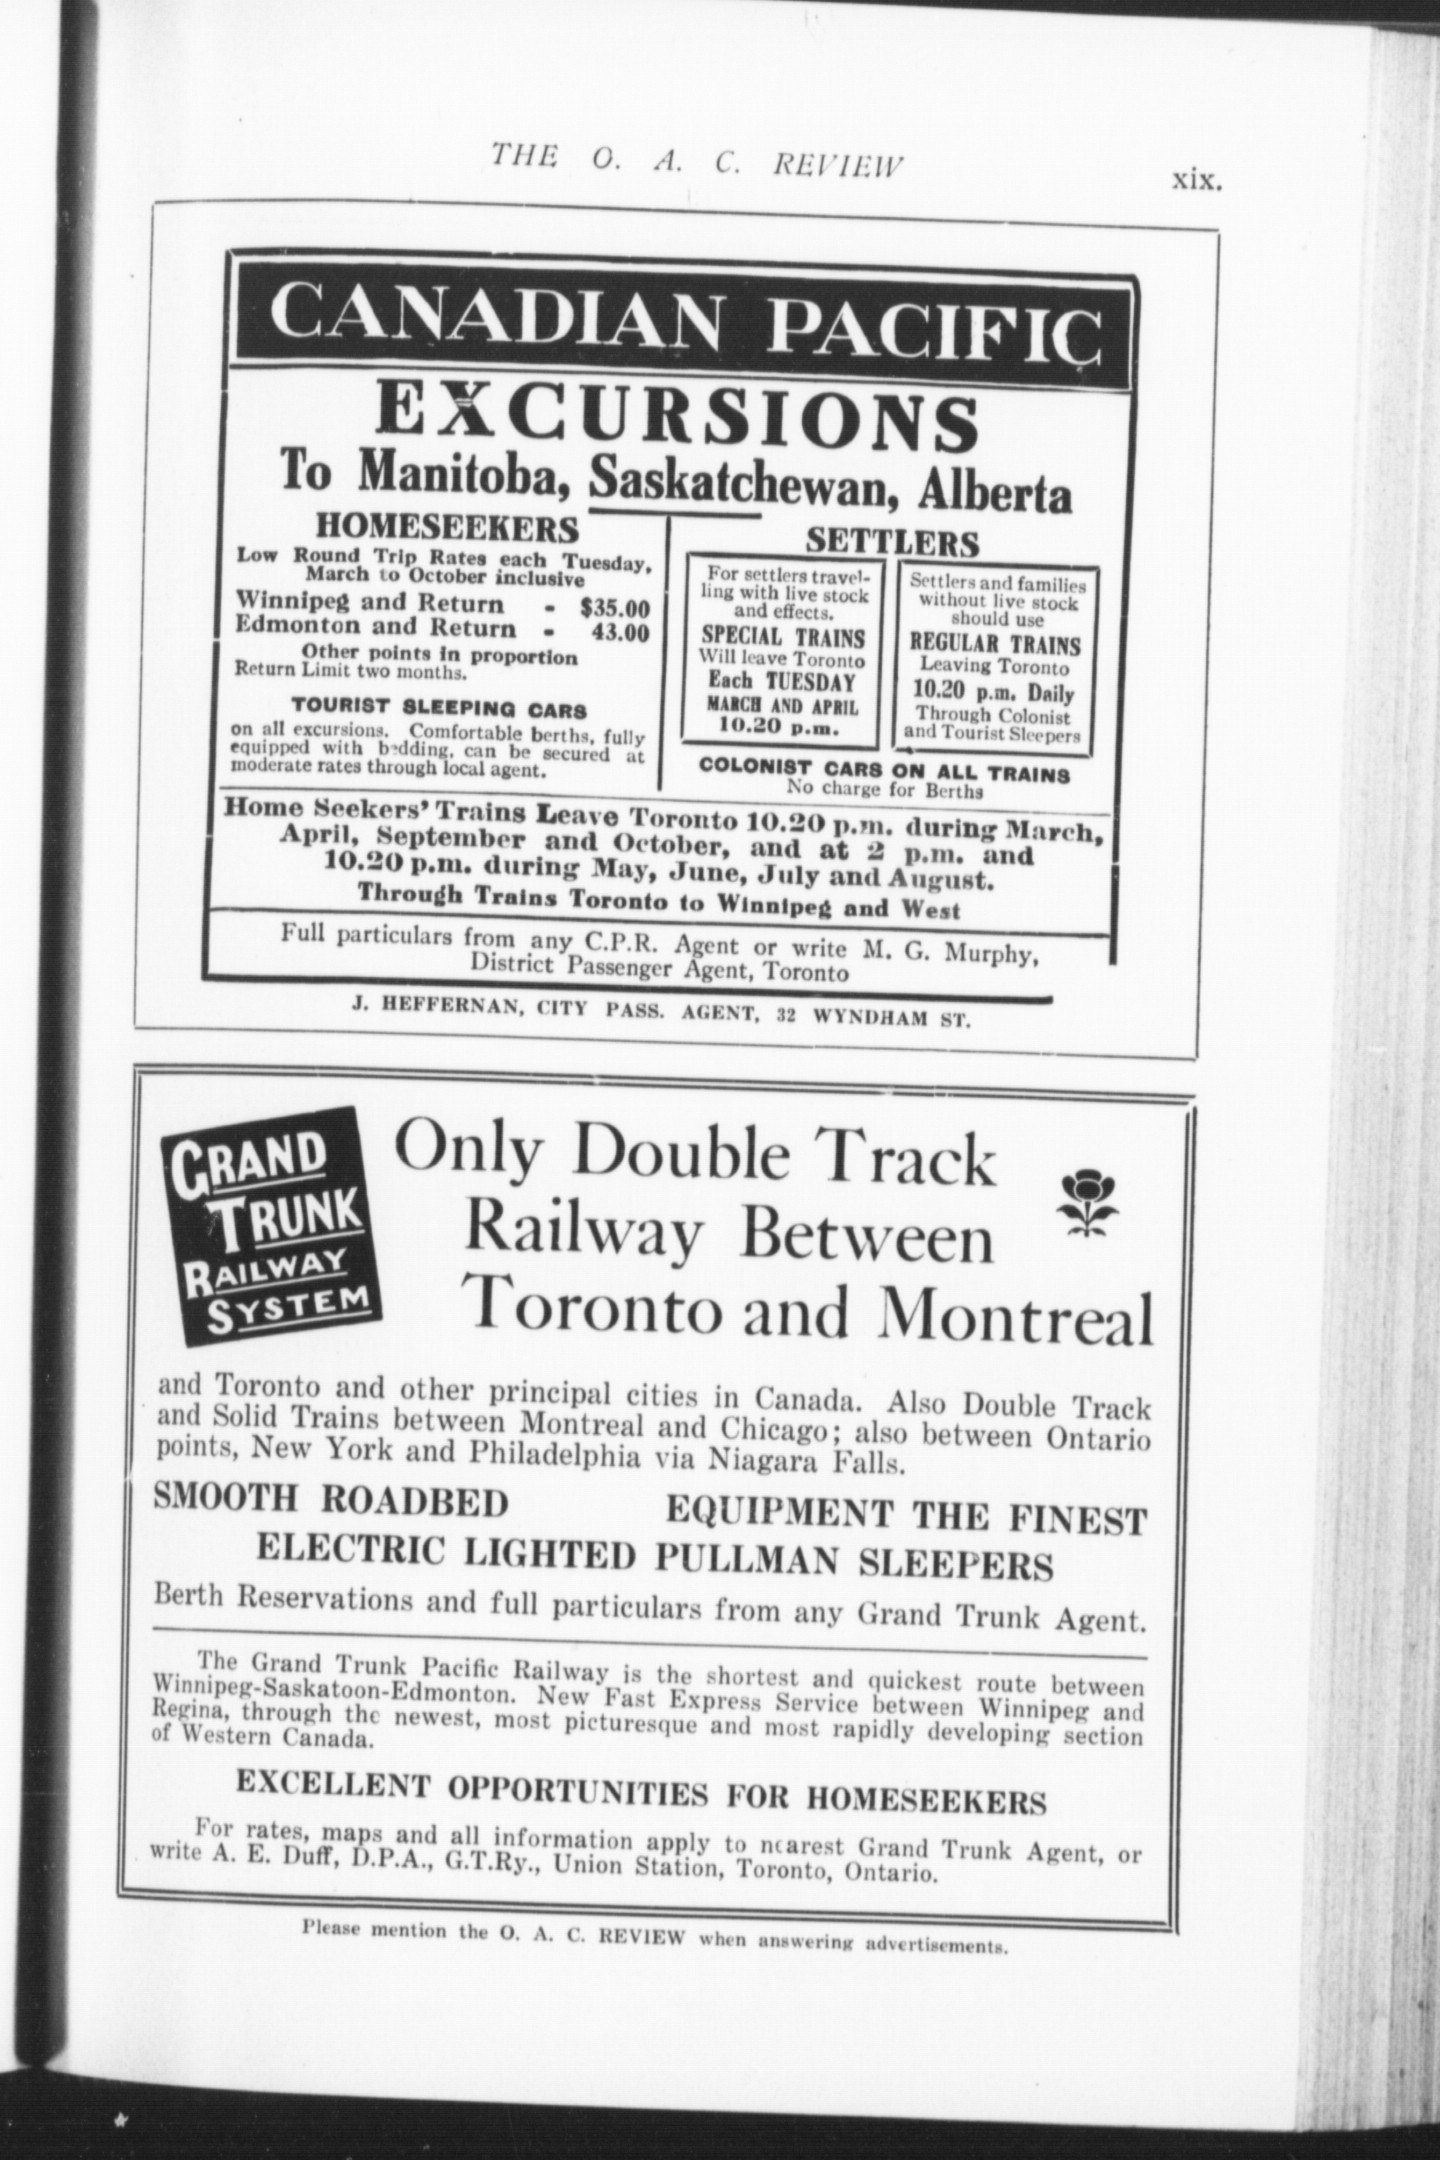 THE O. A. C. REVIEW
xix.
CANADIAN PACIFIC
EXCURSIONS
To Manitoba, Saskatchewan, Alberta
HOMESEEKERS
Low Round Trip Rates each Tuesday,
March to October inclusive
Winnipeg and Return - $35.00
Edmonton and Return - 43.00
Other points in proportion
Return Limit two months.
TOURIST SLEEPING CARS
on all excursions. Comfortable berths, fully
equipped with bedding, can be secured at
moderate rates through local agent.
SETTLERS
For settlers travel-
ling with live stock
and effects.
SPECIAL TRAINS
Will leave Toronto
Each TUESDAY
MARCH AND APRIL
10.20 p.m.
Settlers and families
without live stock
should use
REGULAR TRAINS
Leaving Toronto
10.20 p.m. Daily
Through Colonist
and Tourist Sleepers
COLONIST CARS ON ALL TRAINS
No charge for Berths
Home Seekers' Trains Leave Toronto 10.20 p.m. during March,
April, September and October, and at 2 p.m. and
10.20 p.m. during May, June, July and August.
Through Trains Toronto to Winnipeg and West
Full particulars from any C.P.R. Agent or write M. G. Murphy,
District Passenger Agent, Toronto
J. HEFFERNAN, CITY PASS. AGENT, 32 WYNDHAM ST.
GRAND
TRUNK
RAILWAY
SYSTEM
Only Double Track
Railway Between
Toronto and Montreal
and Toronto and other principal cities in Canada. Also Double Track
and Solid Trains between Montreal and Chicago; also between Ontario
points, New York and Philadelphia via Niagara Falls.
SMOOTH ROADBED EQUIPMENT THE FINEST
ELECTRIC LIGHTED PULLMAN SLEEPERS
Berth Reservations and full particulars from any Grand Trunk Agent.
The Grand Trunk Pacific Railway is the shortest and quickest route between
Winnipeg-Saskatoon-Edmonton. New Fast Express Service between Winnipeg and
Regina, through the newest, most picturesque and most rapidly developing section
of Western Canada.
EXCELLENT OPPORTUNITIES FOR HOMESEEKERS
For rates, maps and all information apply to nearest Grand Trunk Agent, or
write A. E. Duff, D.P.A., G.T.Ry., Union Station, Toronto, Ontario.
Please mention the O. A. C. REVIEW when answering advertisements.